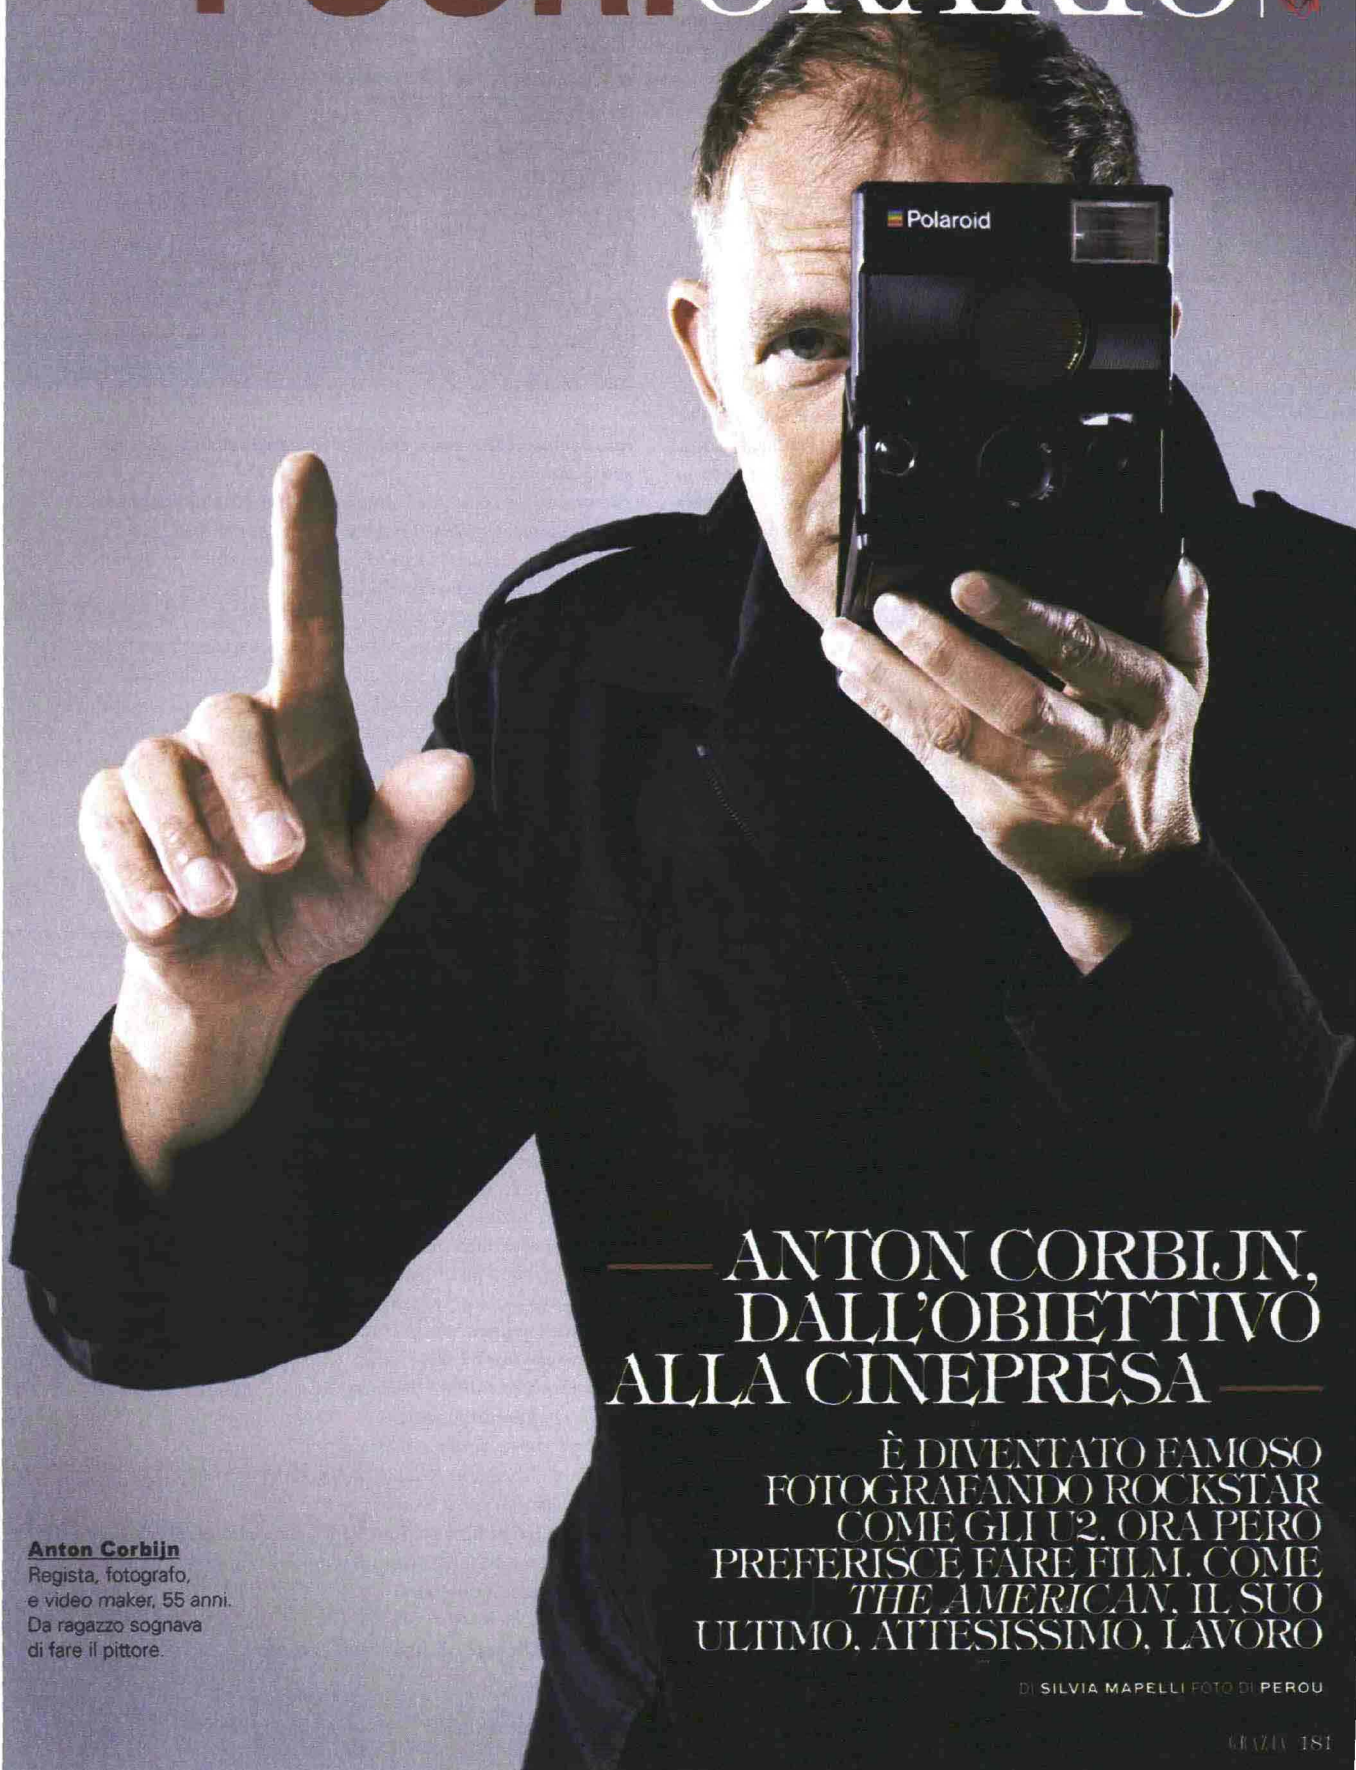 Polaroid
ANTON CORBIJN,
DALL'OBIETTIVO
ALLA CINEPRESA
È DIVENTATO FAMOSO
FOTOGRAFANDO ROCKSTAR
COME GLI U2. ORA PERÒ
PREFERISCE FARE FILM. COME
THE AMERICAN, IL SUO
ULTIMO, ATTESISSIMO, LAVORO
DI SILVIA MAPELLI FOTO DI PEROU
Anton Corbijn
Regista, fotografo,
e video maker, 55 anni.
Da ragazzo sognava
di fare il pittore.
GRAZIA 181